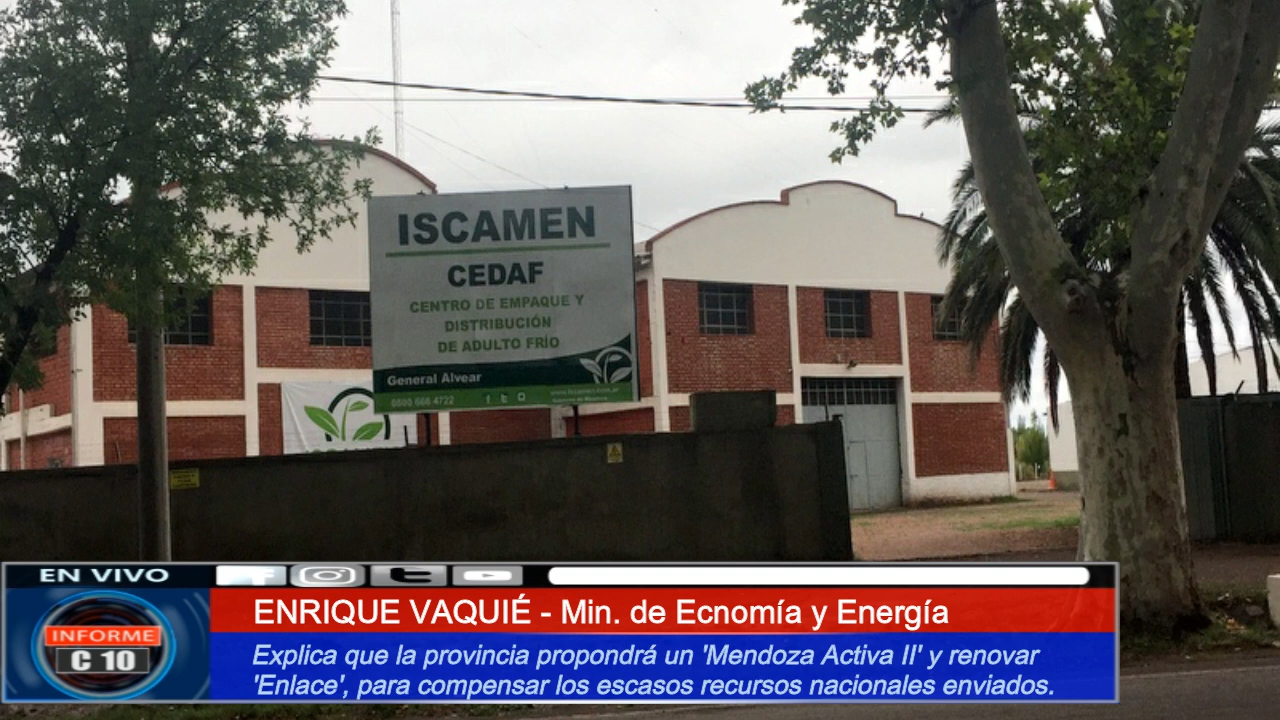 ISCAMEN
CEDAF
CENTRO DE EMPAQUE Y
DISTRIBUCIÓN
DE ADULTO FRÍO
General Alvear
0800 666 4722
EN VIVO
INFORME
C 10
ENRIQUE VAQUIÉ - Min. de Ecnomía y Energía
Explica que la provincia propondrá un 'Mendoza Activa II' y renovar
'Enlace', para compensar los escasos recursos nacionales enviados.